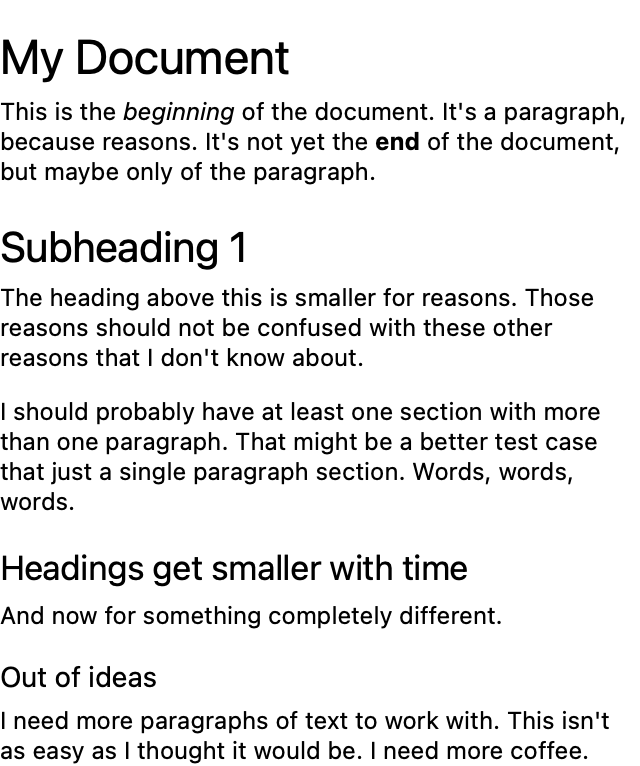 My Document
This is the beginning of the document. It's a paragraph,
because reasons. It's not yet the end of the document,
but maybe only of the paragraph.
Subheading 1
The heading above this is smaller for reasons. Those
reasons should not be confused with these other
reasons that I don't know about.
I should probably have at least one section with more
than one paragraph. That might be a better test case
that just a single paragraph section. Words, words,
words.
Headings get smaller with time
And now for something completely different.
Out of ideas
I need more paragraphs of text to work with. This isn't
as easy as I thought it would be. I need more coffee.